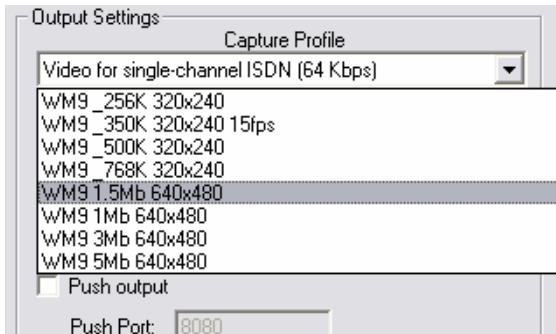 Output Settings
Capture Profile
Video for single-channel ISDN (64 Kbps)
WM9 _256K 320x240
WM9 _350K 320x240 15fps
WM9 _500K 320x240
WM9 _768K 320x240
WM9 1.5Mb 640x480
WM9 1Mb 640x480
WM9 3Mb 640x480
WM9 5Mb 640x480
Push output
Push Port: 8080